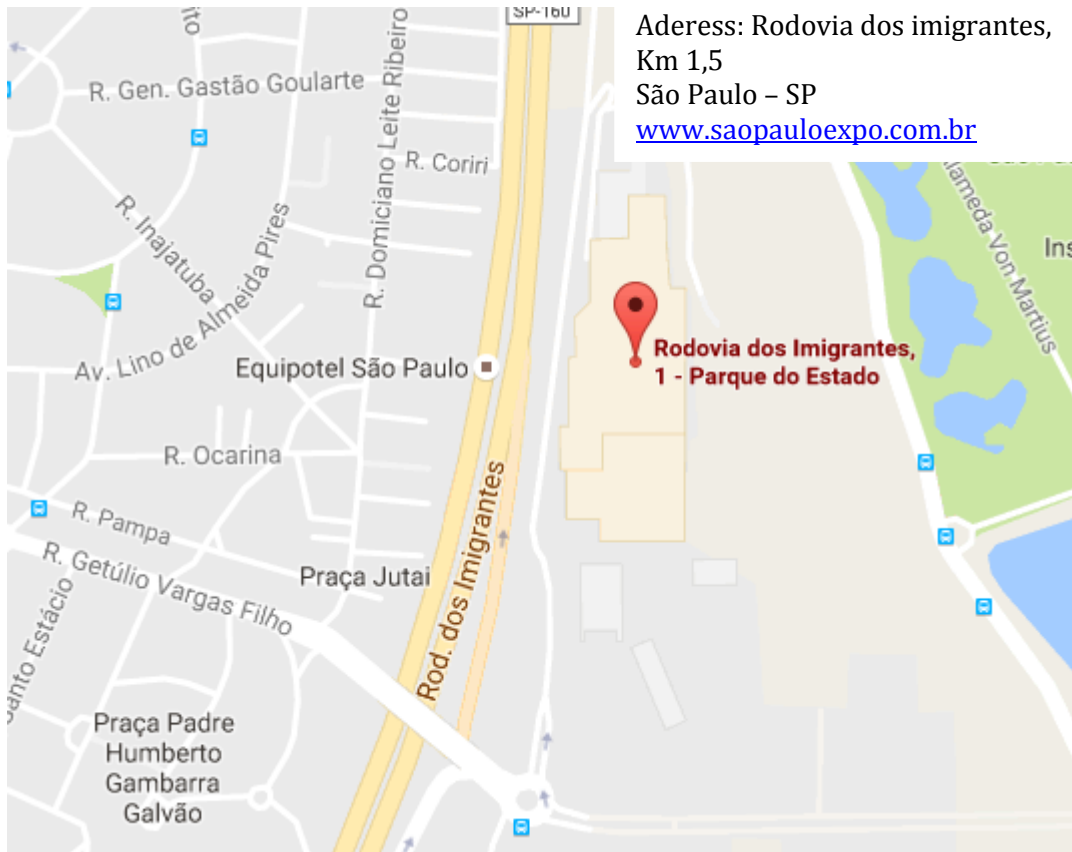 SP-160
Aderess: Rodovia dos imigrantes,
Km 1,5
São Paulo – SP
www.saopauloexpo.com.br
R. Gen. Gastão Goularte
R. Domiciano Leite Ribeiro
R. Coriri
R. Inajatuba
Av. Lino de Almeida Pires
Alameda Von Martius
Equipotel São Paulo
Rodovia dos Imigrantes,
1 - Parque do Estado
R. Ocarina
R. Pampa
R. Getúlio Vargas Filho
Praça Jutai
Rod. dos Imigrantes
Praça Padre
Humberto
Gambarra
Galvão